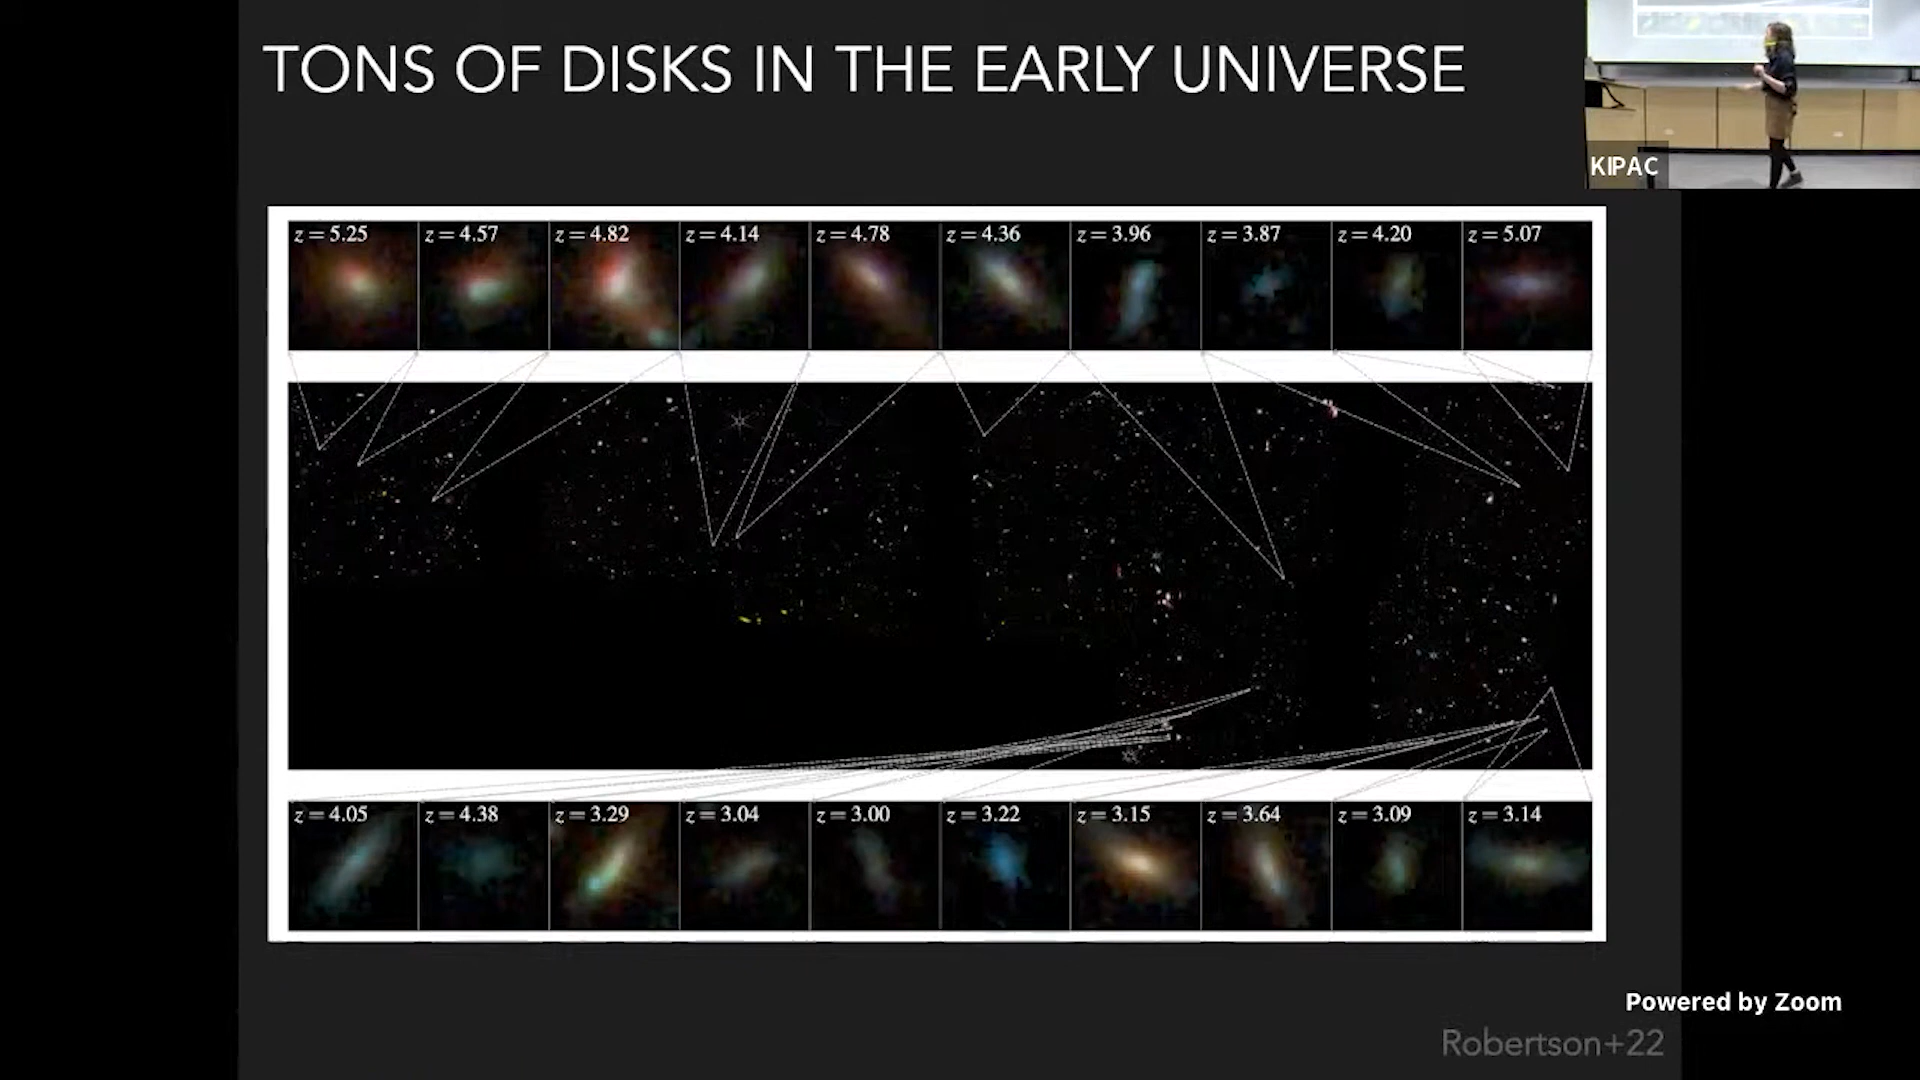 TONS OF DISKS IN THE EARLY UNIVERSE
KIPAC
z = 5.25
z = 4.57
z = 4.82
z = 4.14
z = 4.78
z = 4.36
z = 3.96
z = 3.87
z = 4.20
z = 5.07
z = 4.05
z = 4.38
z = 3.29
z = 3.04
z = 3.00
z = 3.22
z = 3.15
z = 3.64
z = 3.09
z = 3.14
Powered by Zoom
Robertson+22